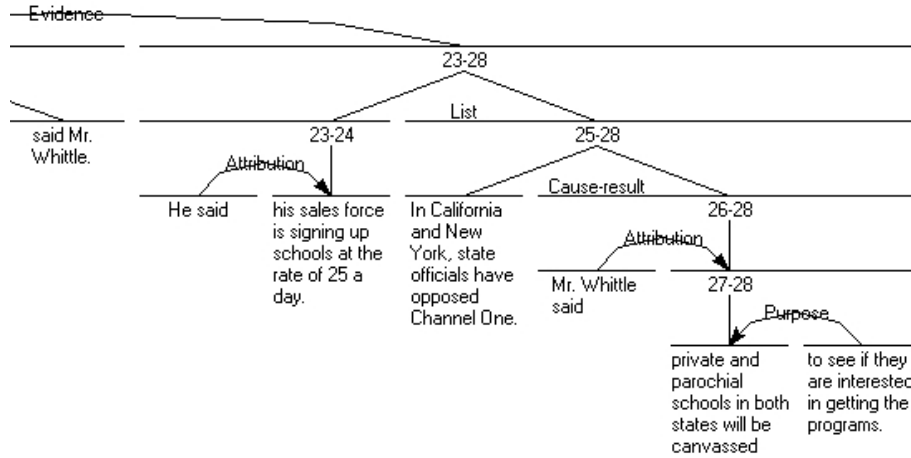 Evidence
23-28
List
said Mr.
Whittle.
23-24
25-28
Attribution
Cause-result
He said
his sales force
is signing up
schools at the
rate of 25 a
day.
In California
and New
York, state
officials have
opposed
Channel One.
26-28
Attribution
Mr. Whittle
said
27-28
Purpose
private and
parochial
schools in both
states will be
canvassed
to see if they
are interested
in getting the
programs.